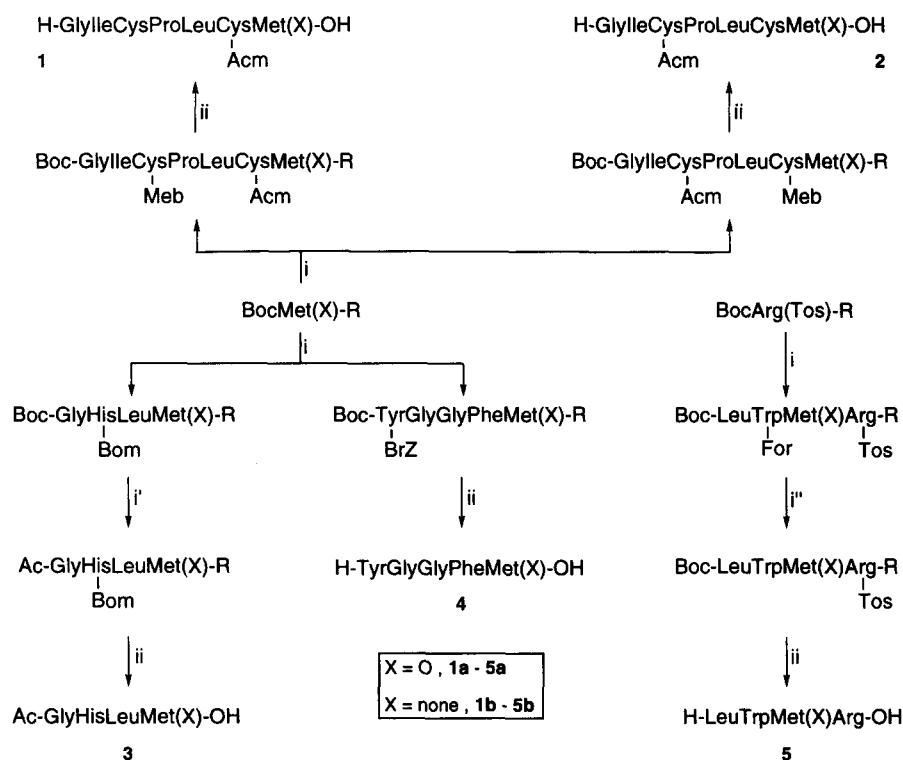 H-GlyIleCysProLeuCysMet(X)-OH
Acm
1
H-GlyIleCysProLeuCysMet(X)-OH
Acm
2
ii
ii
Boc-GlyIleCysProLeuCysMet(X)-R
Meb Acm
Boc-GlyIleCysProLeuCysMet(X)-R
Acm Meb
i
BocMet(X)-R
BocArg(Tos)-R
i
i
Boc-GlyHisLeuMet(X)-R
Bom
Boc-TyrGlyGlyPheMet(X)-R
BrZ
Boc-LeuTrpMet(X)Arg-R
For Tos
i'
ii
i"
Ac-GlyHisLeuMet(X)-R
Bom
H-TyrGlyGlyPheMet(X)-OH
4
Boc-LeuTrpMet(X)Arg-R
Tos
ii
X = O , 1a - 5a
X = none , 1b - 5b
ii
Ac-GlyHisLeuMet(X)-OH
3
H-LeuTrpMet(X)Arg-OH
5